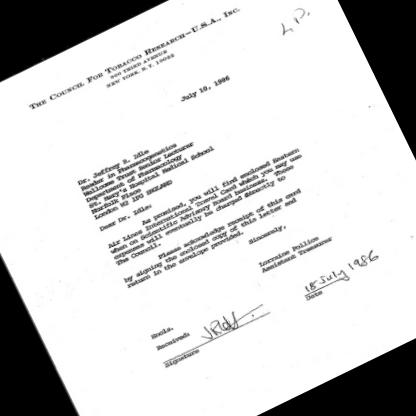 L.P.
THE COUNCIL FOR TOBACCO RESEARCH—U.S.A., INC.
900 THIRD AVENUE
NEW YORK, N.Y. 10022
July 10, 1986
Dr. Jeffrey R. Idle
Reader in Pharmacogenetics
Wellcome Trust Senior Lecturer
Department of Pharmacology
St. Mary's Hospital Medical School
Norfolk Place
London W2 1PG ENGLAND
Dear Dr. Idle:
As promised, you will find enclosed Eastern
Air Lines International Travel Card which you may use
when on Scientific Advisory Board business. Those
expenses will eventually be charged directly to
The Council.
Please acknowledge receipt of this card
by signing the enclosed copy of this letter and
return in the envelope provided.
Sincerely,
Lorraine Pollice
Assistant Treasurer
Encls.
Received:
Signature
18 July 1986
Date